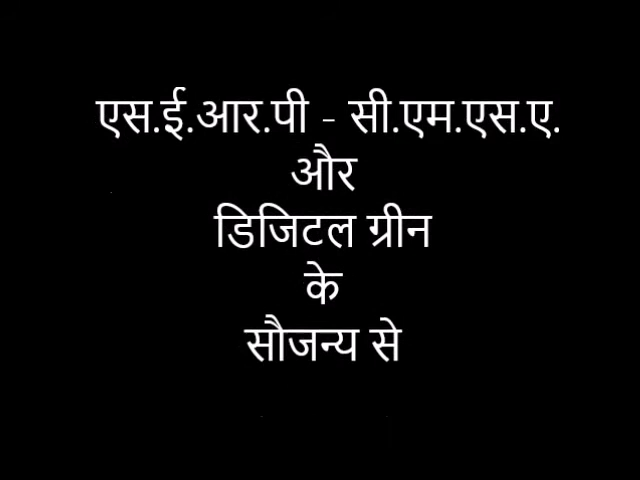 एस.ई.आर.पी - सी.एम.एस.ए.
और
डिजिटल ग्रीन
के
सौजन्य से